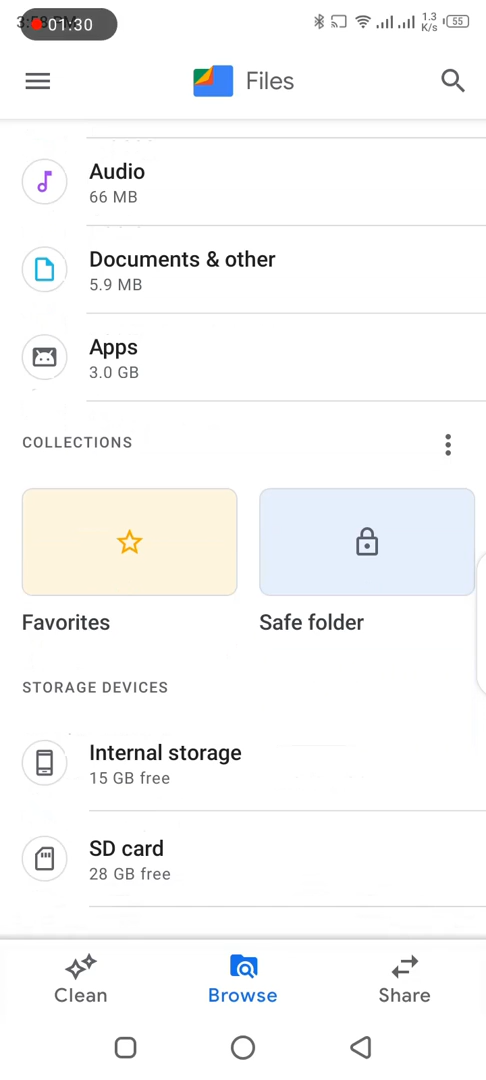 01:30
1.3
K/s
55
Files
Audio
66 MB
Documents & other
5.9 MB
Apps
3.0 GB
COLLECTIONS
Favorites
Safe folder
STORAGE DEVICES
Internal storage
15 GB free
SD card
28 GB free
Clean
Browse
Share